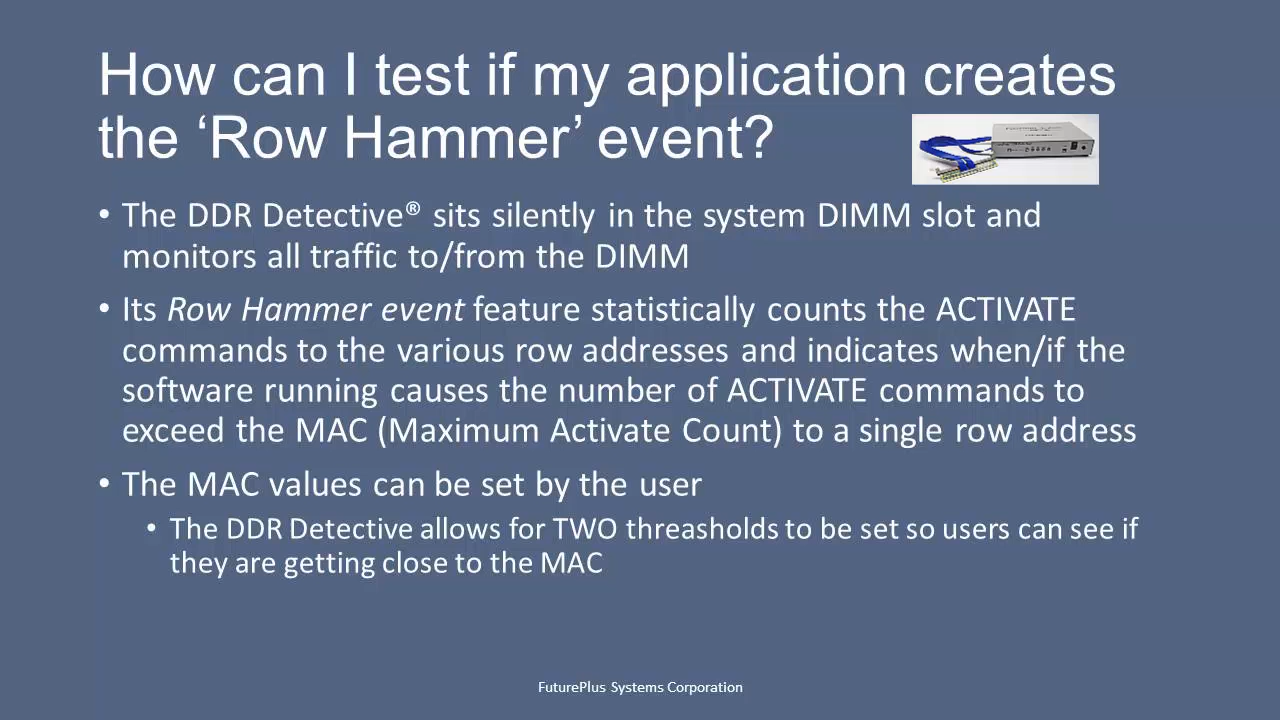 How can I test if my application creates
the ‘Row Hammer’ event?
• The DDR Detective® sits silently in the system DIMM slot and
monitors all traffic to/from the DIMM
• Its Row Hammer event feature statistically counts the ACTIVATE
commands to the various row addresses and indicates when/if the
software running causes the number of ACTIVATE commands to
exceed the MAC (Maximum Activate Count) to a single row address
• The MAC values can be set by the user
• The DDR Detective allows for TWO threasholds to be set so users can see if
they are getting close to the MAC
FuturePlus Systems Corporation